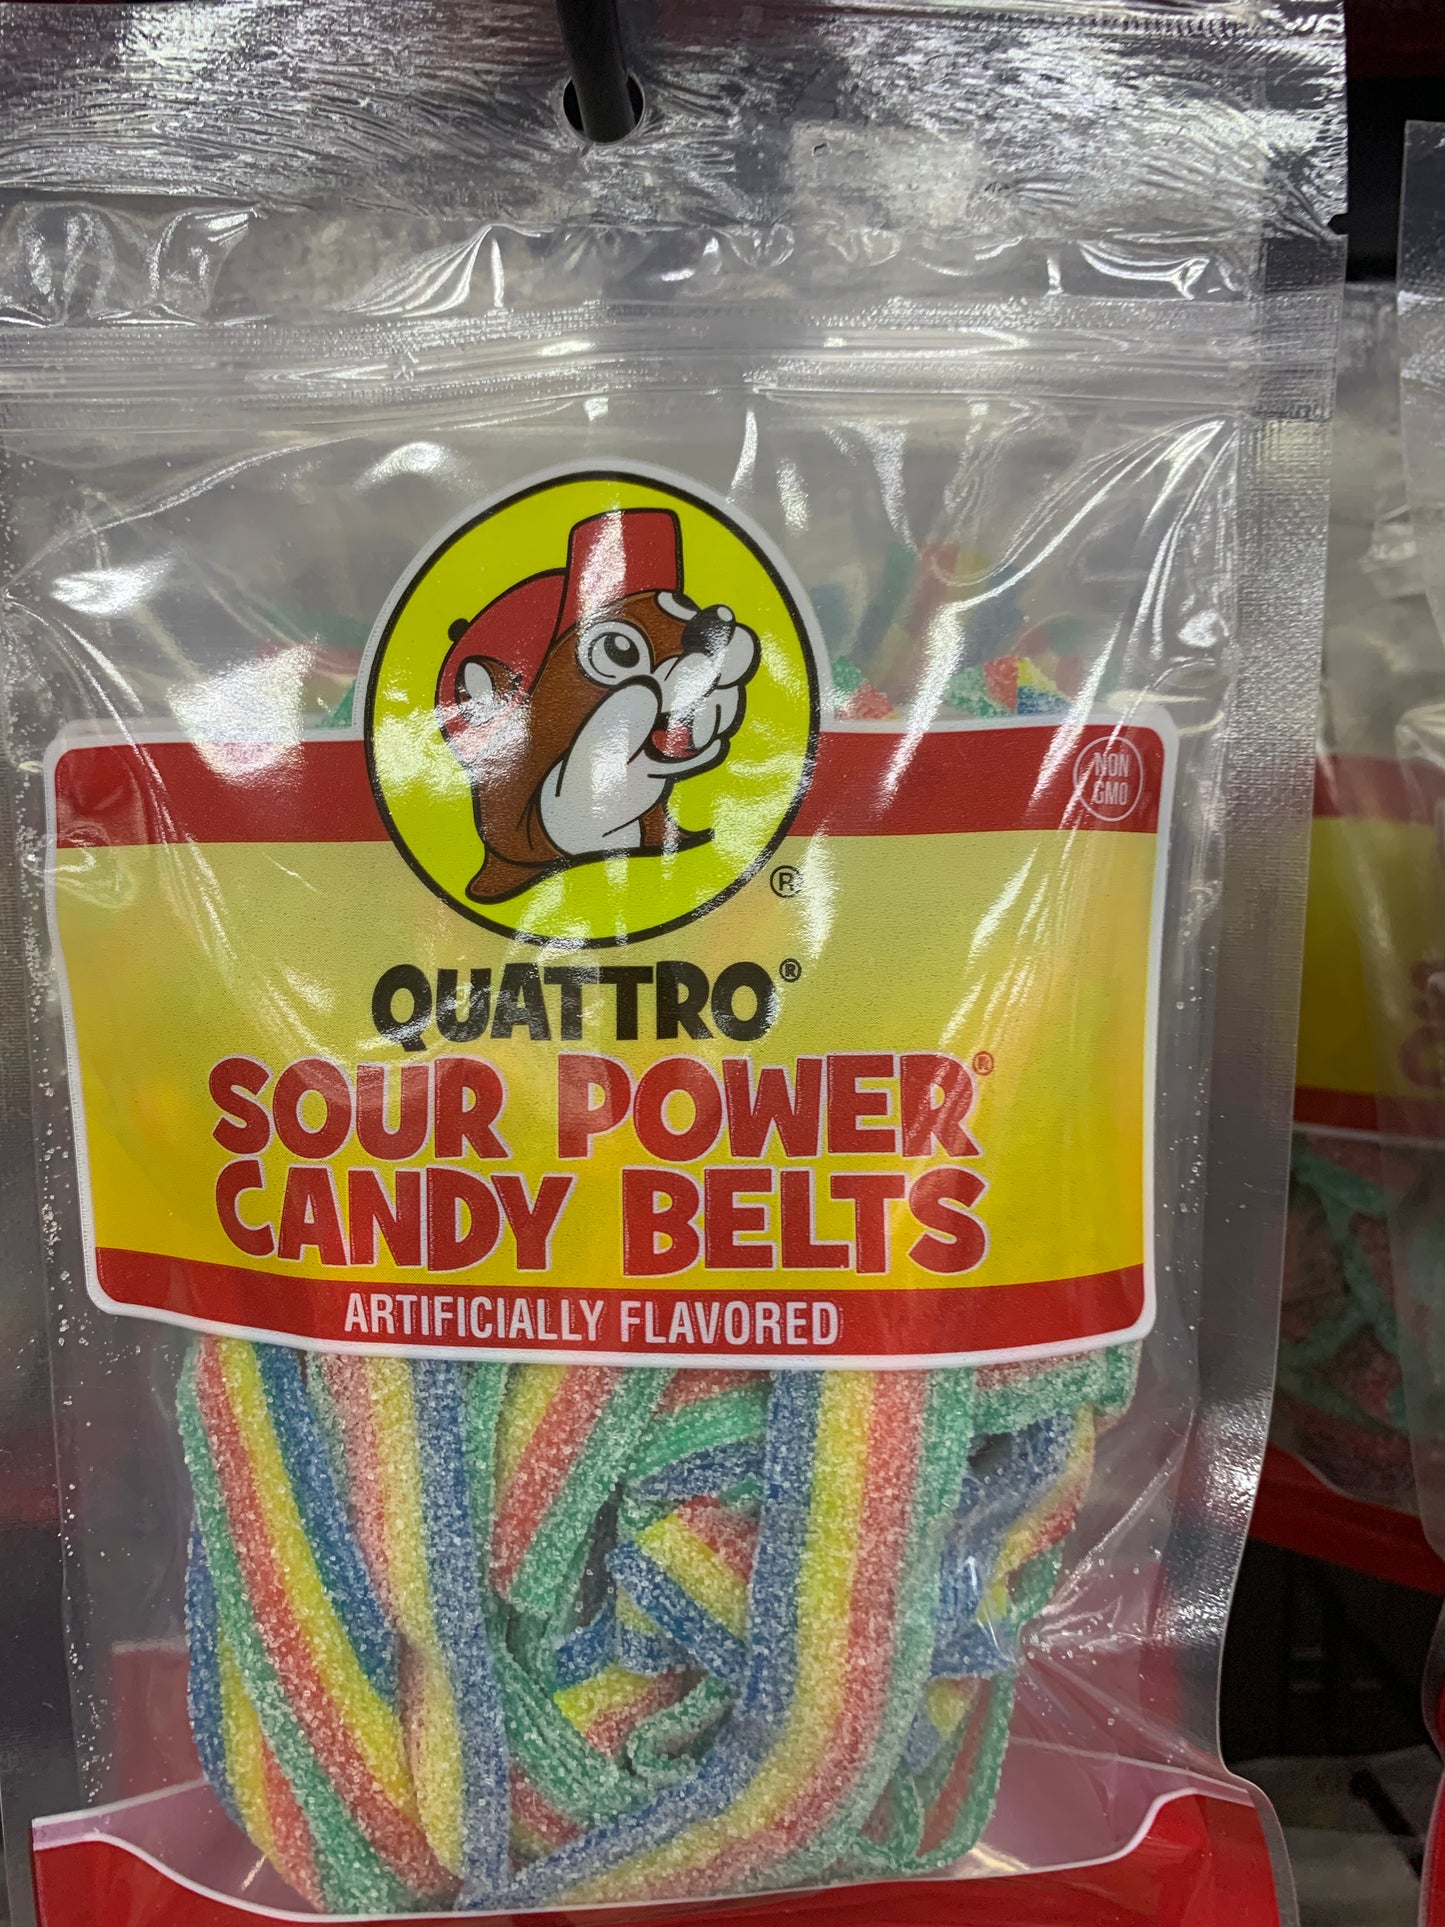 NON
GMO
®
QUATTRO®
SOUR POWER®
CANDY BELTS
ARTIFICIALLY FLAVORED